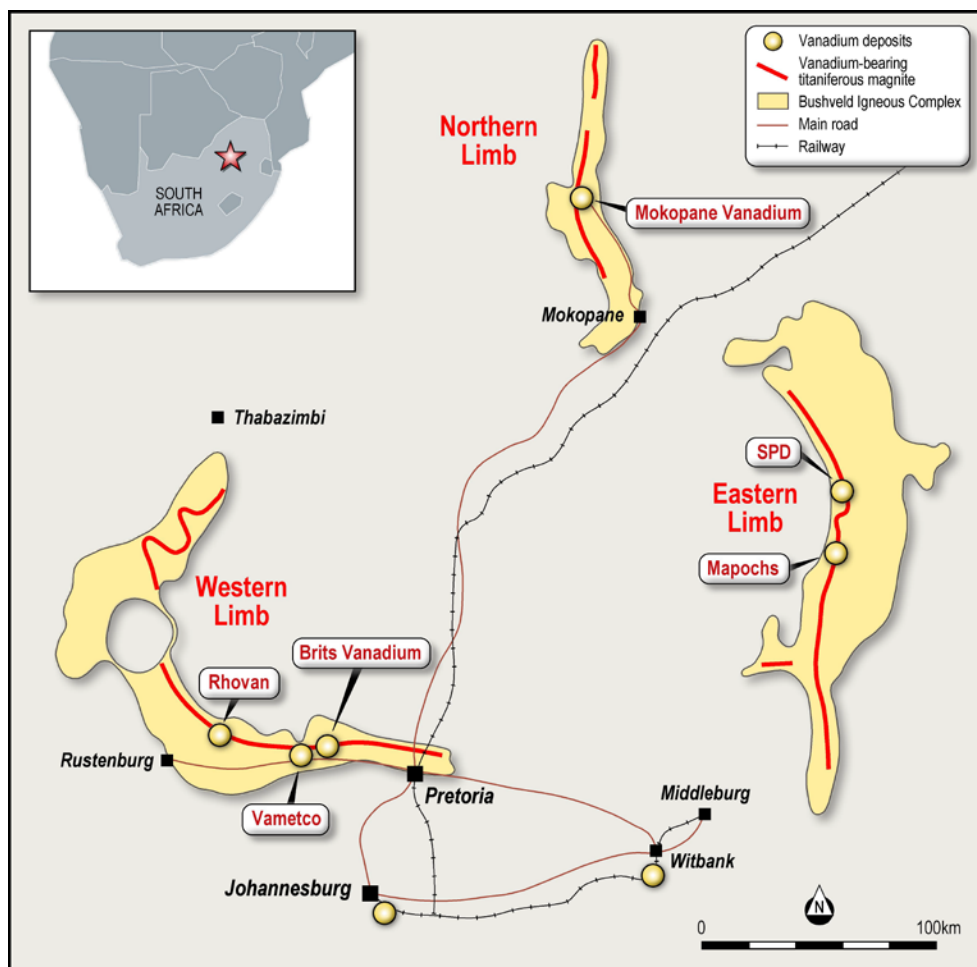 SOUTH
AFRICA
Vanadium deposits
Vanadium-bearing
titaniferous magnite
Bushveld Igneous Complex
Main road
Railway
Northern
Limb
Mokopane Vanadium
Mokopane
Thabazimbi
SPD
Eastern
Limb
Mapochs
Western
Limb
Brits Vanadium
Rhovan
Rustenburg
Vametco
Pretoria
Middleburg
Witbank
Johannesburg
N
0
100km